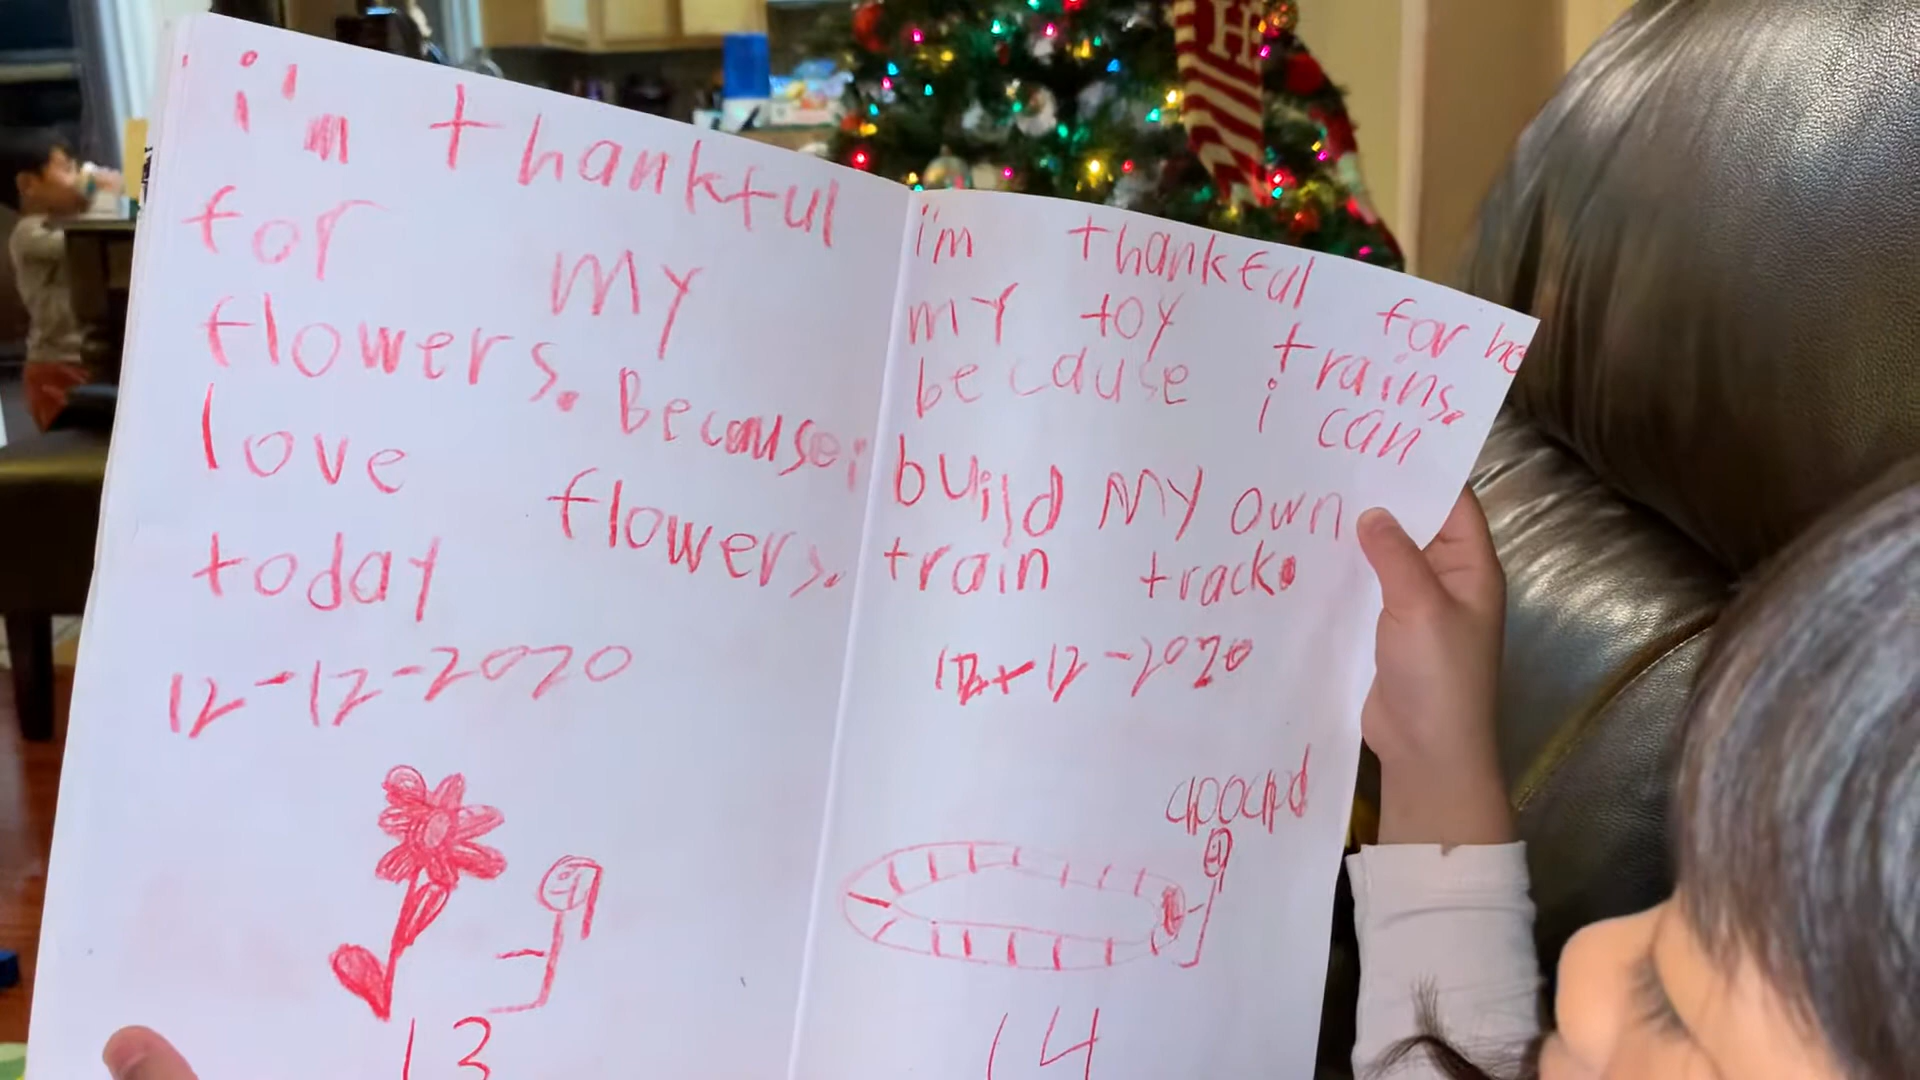 i'm thankful
for my
flowers. Because i
love flowers.
today
12-12-2020
13
i'm thankful for
my toy trains.
because i can
build my own
train track.
12-12-2020
14
H